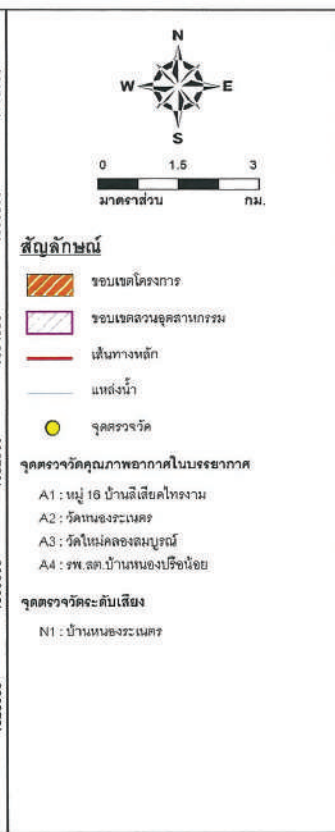 N
W E
S
0 1.5 3
มาตราส่วน กม.
สัญลักษณ์
ขอบเขตโครงการ
ขอบเขตสวนอุตสาหกรรม
เส้นทางหลัก
แหล่งน้ำ
จุดตรวจวัด
จุดตรวจวัดคุณภาพอากาศในบรรยากาศ
A1 : หมู่ 16 บ้านสีเสียดไทรงาม
A2 : วัดหนองระเนตร
A3 : วัดใหม่คลองสมบูรณ์
A4 : รพ.สต.บ้านหนองปรือน้อย
จุดตรวจวัดระดับเสียง
N1 : บ้านหนองระเนตร